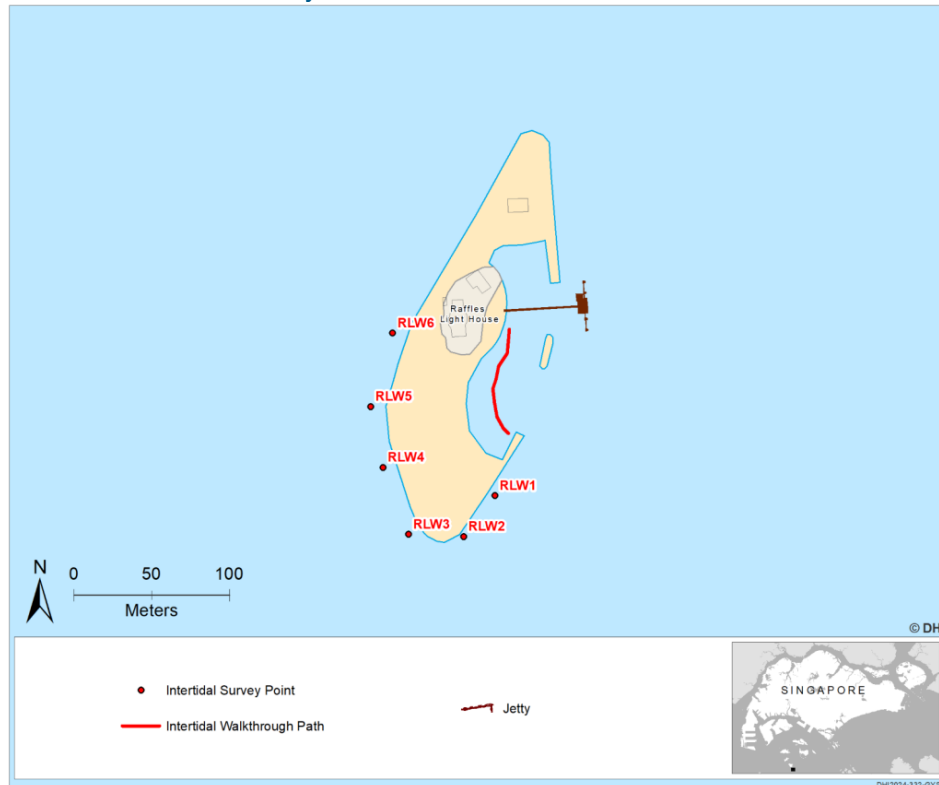 Raffles
Light House
RLW6
RLW5
RLW4
RLW1
RLW3
RLW2
N
0 50 100
Meters
© DH
Intertidal Survey Point
Intertidal Walkthrough Path
Jetty
SINGAPORE